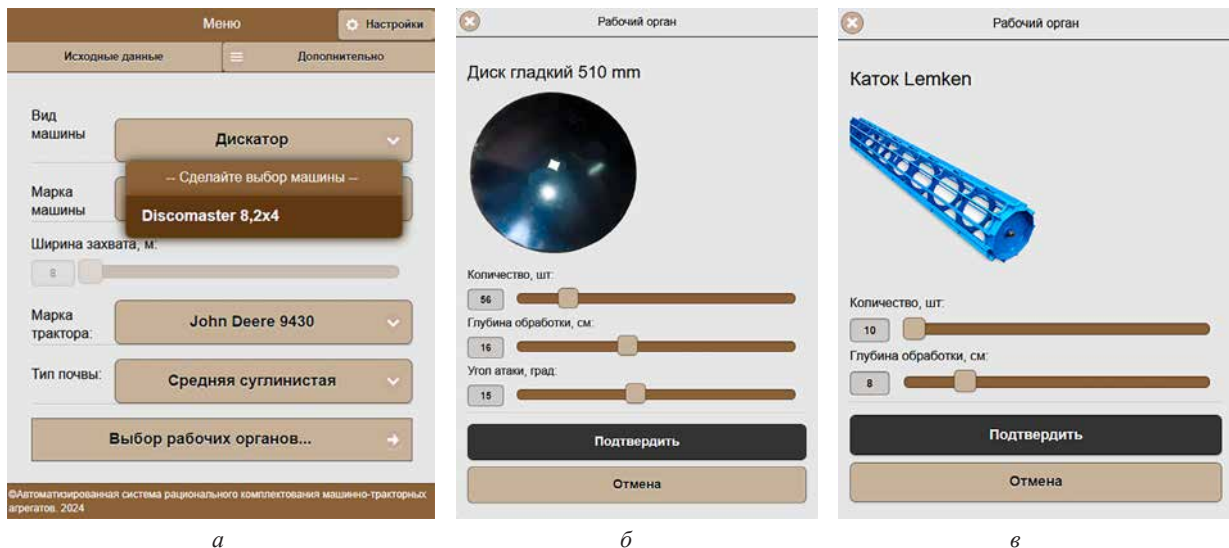 Меню
Настройки
Исходные данные
Дополнительно
Вид
машины
Дискатор
-- Сделайте выбор машины --
Марка
машины
Discomaster 8,2x4
Ширина захвата, м:
8
Марка
трактора:
John Deere 9430
Тип почвы:
Средняя суглинистая
Выбор рабочих органов...
©Автоматизированная система рационального комплектования машинно-тракторных
агрегатов. 2024
а
Рабочий орган
Диск гладкий 510 mm
Количество, шт:
56
Глубина обработки, см:
16
Угол атаки, град:
15
Подтвердить
Отмена
б
Рабочий орган
Каток Lemken
Количество, шт:
10
Глубина обработки, см:
8
Подтвердить
Отмена
в